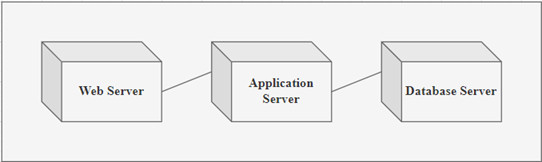 Web Server
Application
Server
Database Server